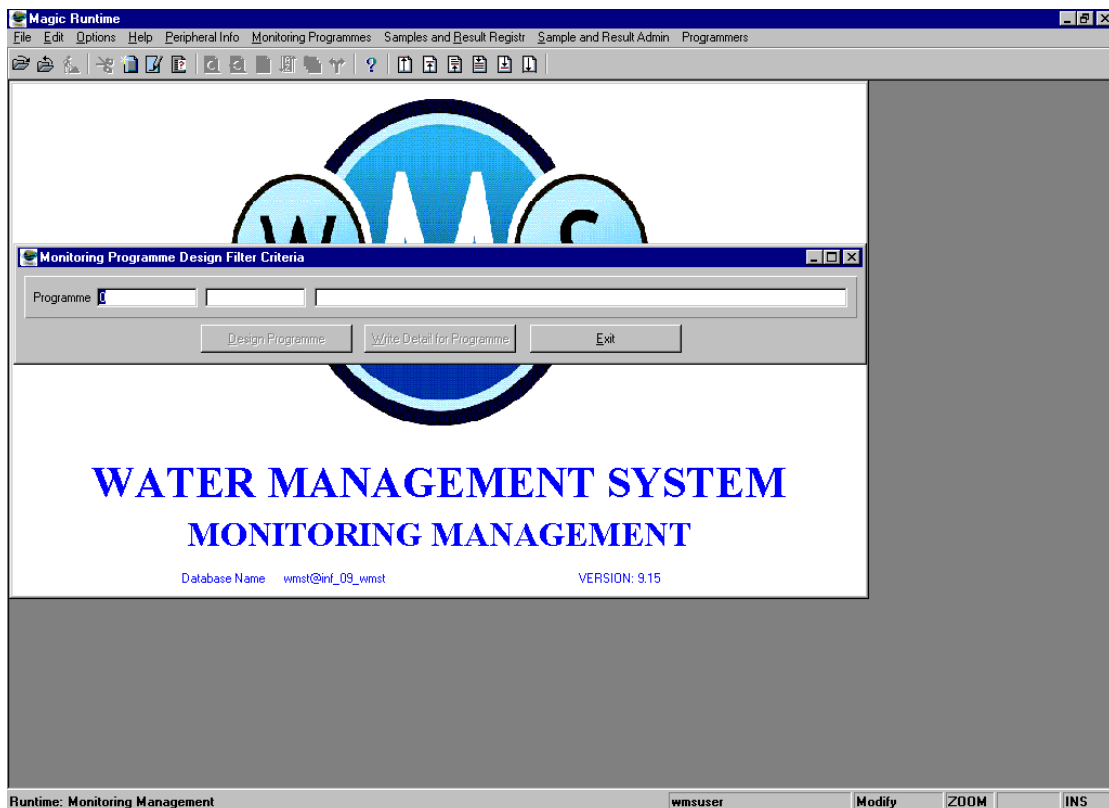 Magic Runtime
File Edit Options Help Peripheral Info Monitoring Programmes Samples and Result Registr Sample and Result Admin Programmers
WMS
Monitoring Programme Design Filter Criteria
Programme 0
Design Programme Write Detail for Programme Exit
WATER MANAGEMENT SYSTEM
MONITORING MANAGEMENT
Database Name wmst@inf_09_wmst VERSION: 9.15
Runtime: Monitoring Management wmsuser Modify ZOOM INS